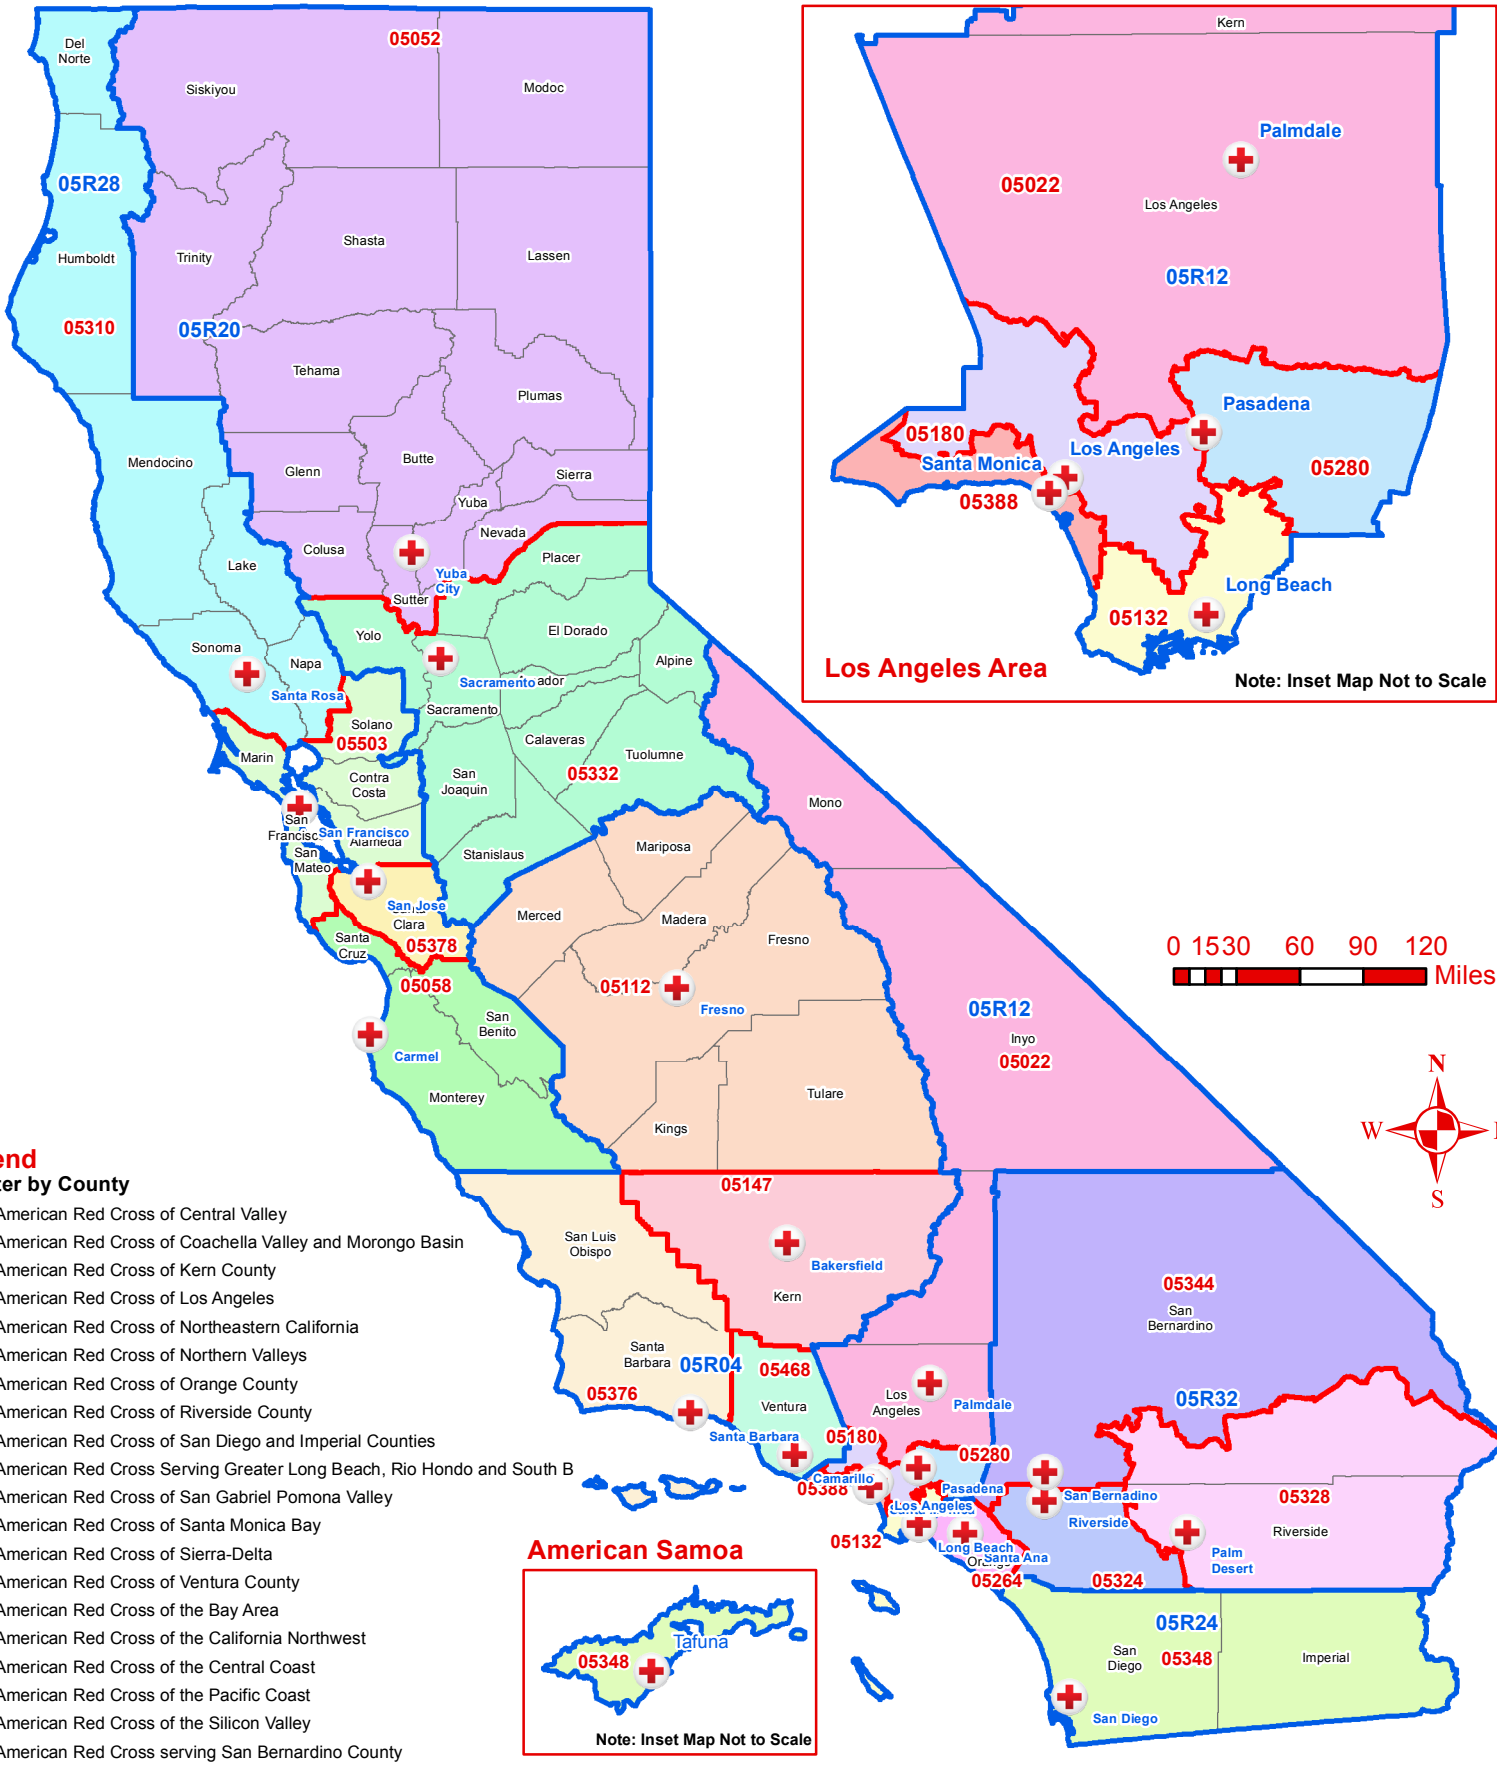 Del
Norte
05052
Siskiyou
Modoc
05R28
Humboldt
05310
Trinity
Shasta
Lassen
05R20
Tehama
Plumas
Mendocino
Glenn
Butte
Sierra
Yuba
Nevada
Colusa
Placer
Lake
Yuba
City
Sutter
Yolo
El Dorado
Sonoma
Napa
Alpine
Santa Rosa
Sacramento
ador
Sacramento
Solano
05503
Calaveras
Tuolumne
Marin
San
Joaquin
05332
Contra
Costa
Mono
San
Francisc
San Francisco
Alameda
San
Mateo
Stanislaus
Mariposa
San Jose
Clara
Merced
Madera
Fresno
Santa
Cruz
05378
05058
05112
Fresno
San
Benito
05R12
Inyo
05022
Carmel
Monterey
Tulare
Kings
05147
San Luis
Obispo
Bakersfield
Kern
05344
San
Bernardino
Santa
Barbara
05R04
05468
05376
Ventura
Los
Angeles
Palmdale
05R32
Santa Barbara
05180
05280
Camarillo
05388
Pasadena
Los Angeles
San Bernadino
05328
Riverside
Riverside
05132
Long Beach
Santa Ana
Palm
Desert
05264
05324
05R24
San
Diego
05348
Imperial
San Diego
Kern
Palmdale
05022
Los Angeles
05R12
Pasadena
05180
Los Angeles
Santa Monica
05280
05388
Long Beach
05132
Los Angeles Area
Note: Inset Map Not to Scale
0 15 30 60 90 120
Miles
N
W
S
end
ter by County
American Red Cross of Central Valley
American Red Cross of Coachella Valley and Morongo Basin
American Red Cross of Kern County
American Red Cross of Los Angeles
American Red Cross of Northeastern California
American Red Cross of Northern Valleys
American Red Cross of Orange County
American Red Cross of Riverside County
American Red Cross of San Diego and Imperial Counties
American Red Cross Serving Greater Long Beach, Rio Hondo and South B
American Red Cross of San Gabriel Pomona Valley
American Red Cross of Santa Monica Bay
American Red Cross of Sierra-Delta
American Red Cross of Ventura County
American Red Cross of the Bay Area
American Red Cross of the California Northwest
American Red Cross of the Central Coast
American Red Cross of the Pacific Coast
American Red Cross of the Silicon Valley
American Red Cross serving San Bernardino County
American Samoa
Tafuna
05348
Note: Inset Map Not to Scale